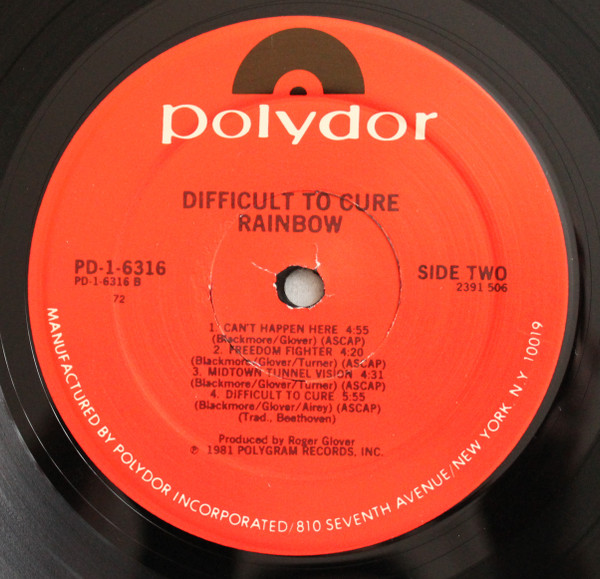 polydor
DIFFICULT TO CURE
RAINBOW
PD-1-6316
PD-1-6316 B
72
SIDE TWO
2391 506
1. CAN'T HAPPEN HERE 4:55
(Blackmore/Glover) (ASCAP)
2. FREEDOM FIGHTER 4:20
(Blackmore/Glover/Turner) (ASCAP)
3. MIDTOWN TUNNEL VISION 4:31
(Blackmore/Glover/Turner) (ASCAP)
4. DIFFICULT TO CURE 5:55
(Blackmore/Glover/Airey) (ASCAP)
(Trad., Beethoven)
Produced by Roger Glover
℗ 1981 POLYGRAM RECORDS, INC.
MANUFACTURED BY POLYDOR INCORPORATED/810 SEVENTH AVENUE/NEW YORK. N.Y. 10019